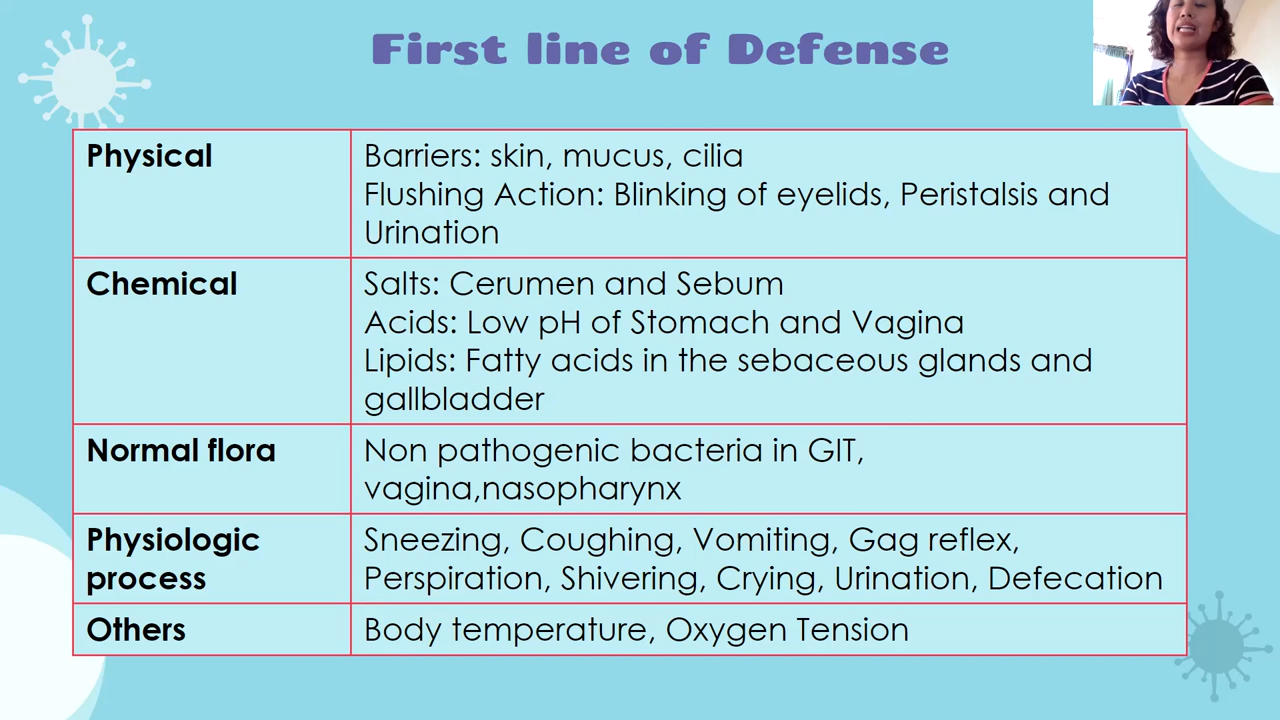 First line of Defense
Physical
Barriers: skin, mucus, cilia
Flushing Action: Blinking of eyelids, Peristalsis and
Urination
Chemical
Salts: Cerumen and Sebum
Acids: Low pH of Stomach and Vagina
Lipids: Fatty acids in the sebaceous glands and
gallbladder
Normal flora
Non pathogenic bacteria in GIT,
vagina,nasopharynx
Physiologic
process
Sneezing, Coughing, Vomiting, Gag reflex,
Perspiration, Shivering, Crying, Urination, Defecation
Others
Body temperature, Oxygen Tension